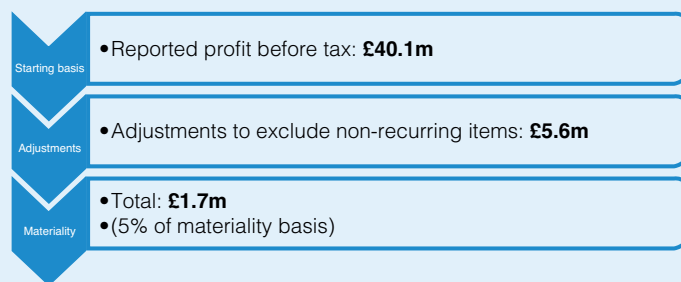 Starting basis
•Reported profit before tax: £40.1m
Adjustments
•Adjustments to exclude non-recurring items: £5.6m
Materiality
•Total: £1.7m
•(5% of materiality basis)